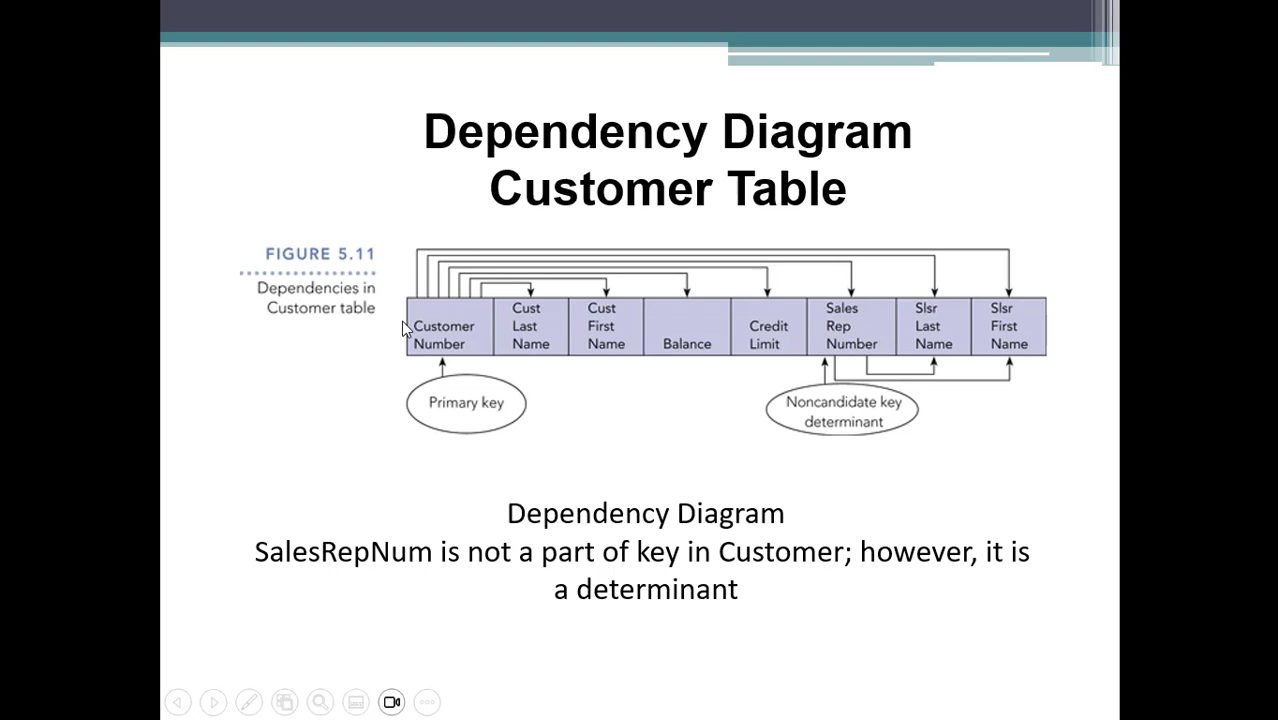 Dependency Diagram
Customer Table
FIGURE 5.11
Dependencies in
Customer table
Customer
Number
Cust
Last
Name
Cust
First
Name
Balance
Credit
Limit
Sales
Rep
Number
Slsr
Last
Name
Slsr
First
Name
Primary key
Noncandidate key
determinant
Dependency Diagram
SalesRepNum is not a part of key in Customer; however, it is
a determinant